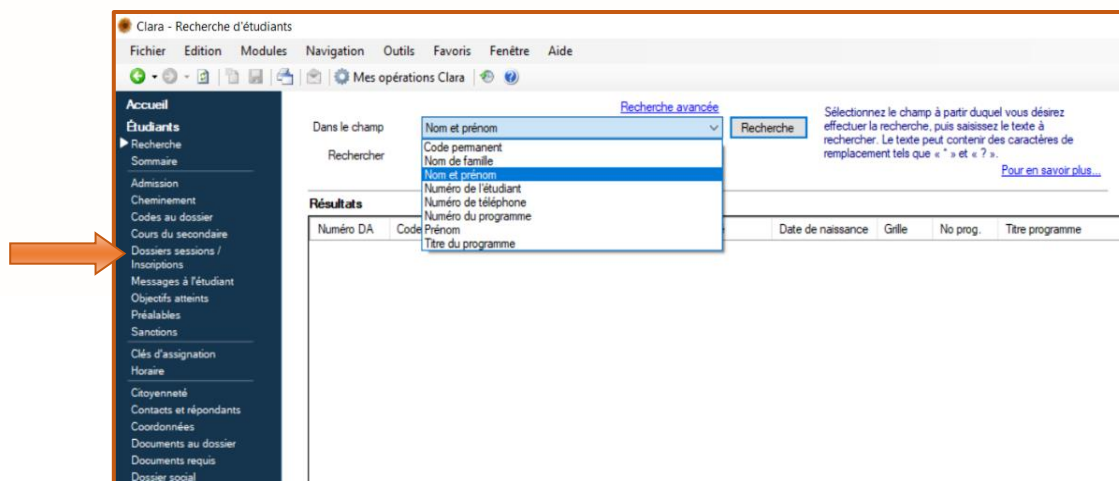 Clara - Recherche d'étudiants
Fichier Edition Modules Navigation Outils Favoris Fenêtre Aide
Mes opérations Clara
Accueil
Étudiants
Recherche
Sommaire
Admission
Cheminement
Codes au dossier
Cours du secondaire
Dossiers sessions /
Inscriptions
Messages à l'étudiant
Objectifs atteints
Préalables
Sanctions
Clés d'assignation
Horaire
Citoyenneté
Contacts et répondants
Coordonnées
Documents au dossier
Documents requis
Dossier social
Recherche avancée
Dans le champ Nom et prénom Recherche
Rechercher
Code permanent
Nom de famille
Nom et prénom
Numéro de l'étudiant
Numéro de téléphone
Numéro du programme
Prénom
Titre du programme
Sélectionnez le champ à partir duquel vous désirez
effectuer la recherche, puis saisissez le texte à
rechercher. Le texte peut contenir des caractères de
remplacement tels que « * » et « ? ».
Pour en savoir plus...
Résultats
Numéro DA Code Date de naissance Grille No prog. Titre programme